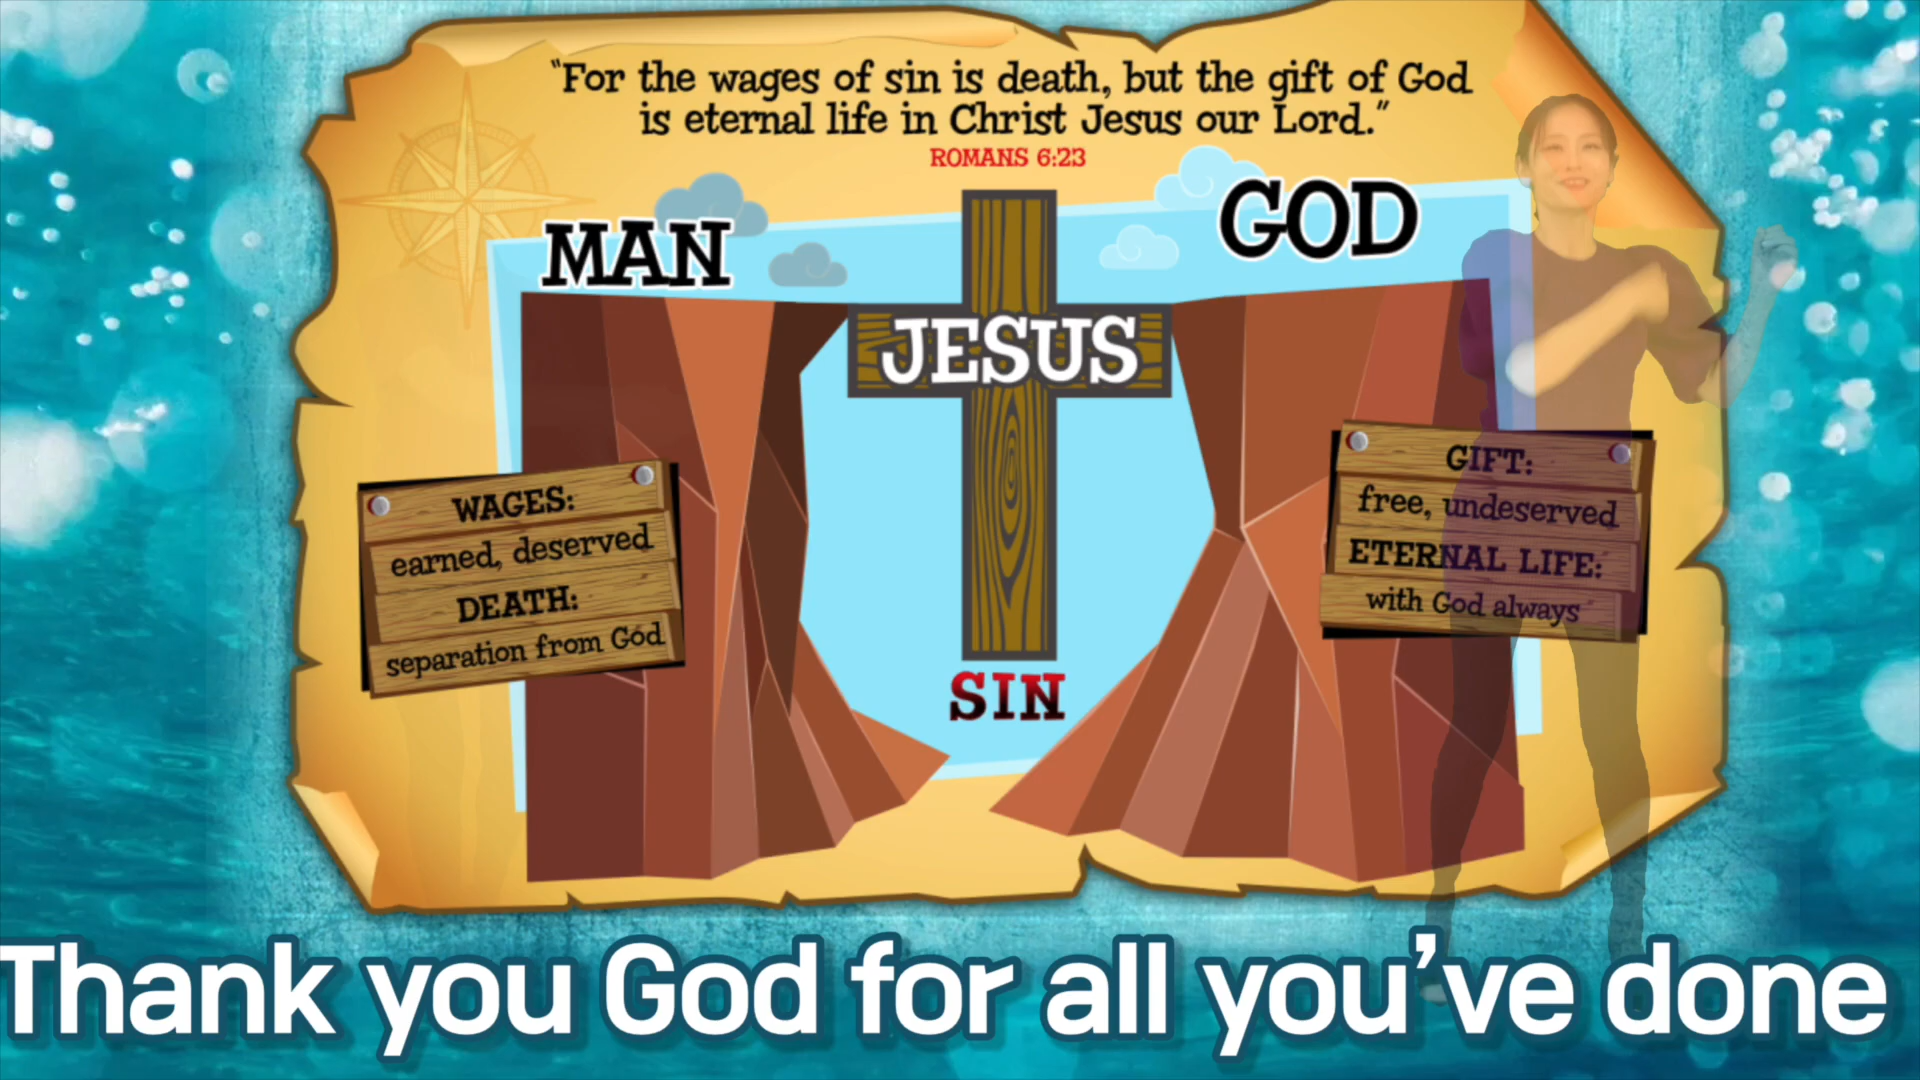 "For the wages of sin is death, but the gift of God
is eternal life in Christ Jesus our Lord."
ROMANS 6:23
MAN
GOD
JESUS
WAGES:
earned, deserved
DEATH:
separation from God
GIFT:
free, undeserved
ETERNAL LIFE:
with God always
SIN
Thank you God for all you've done